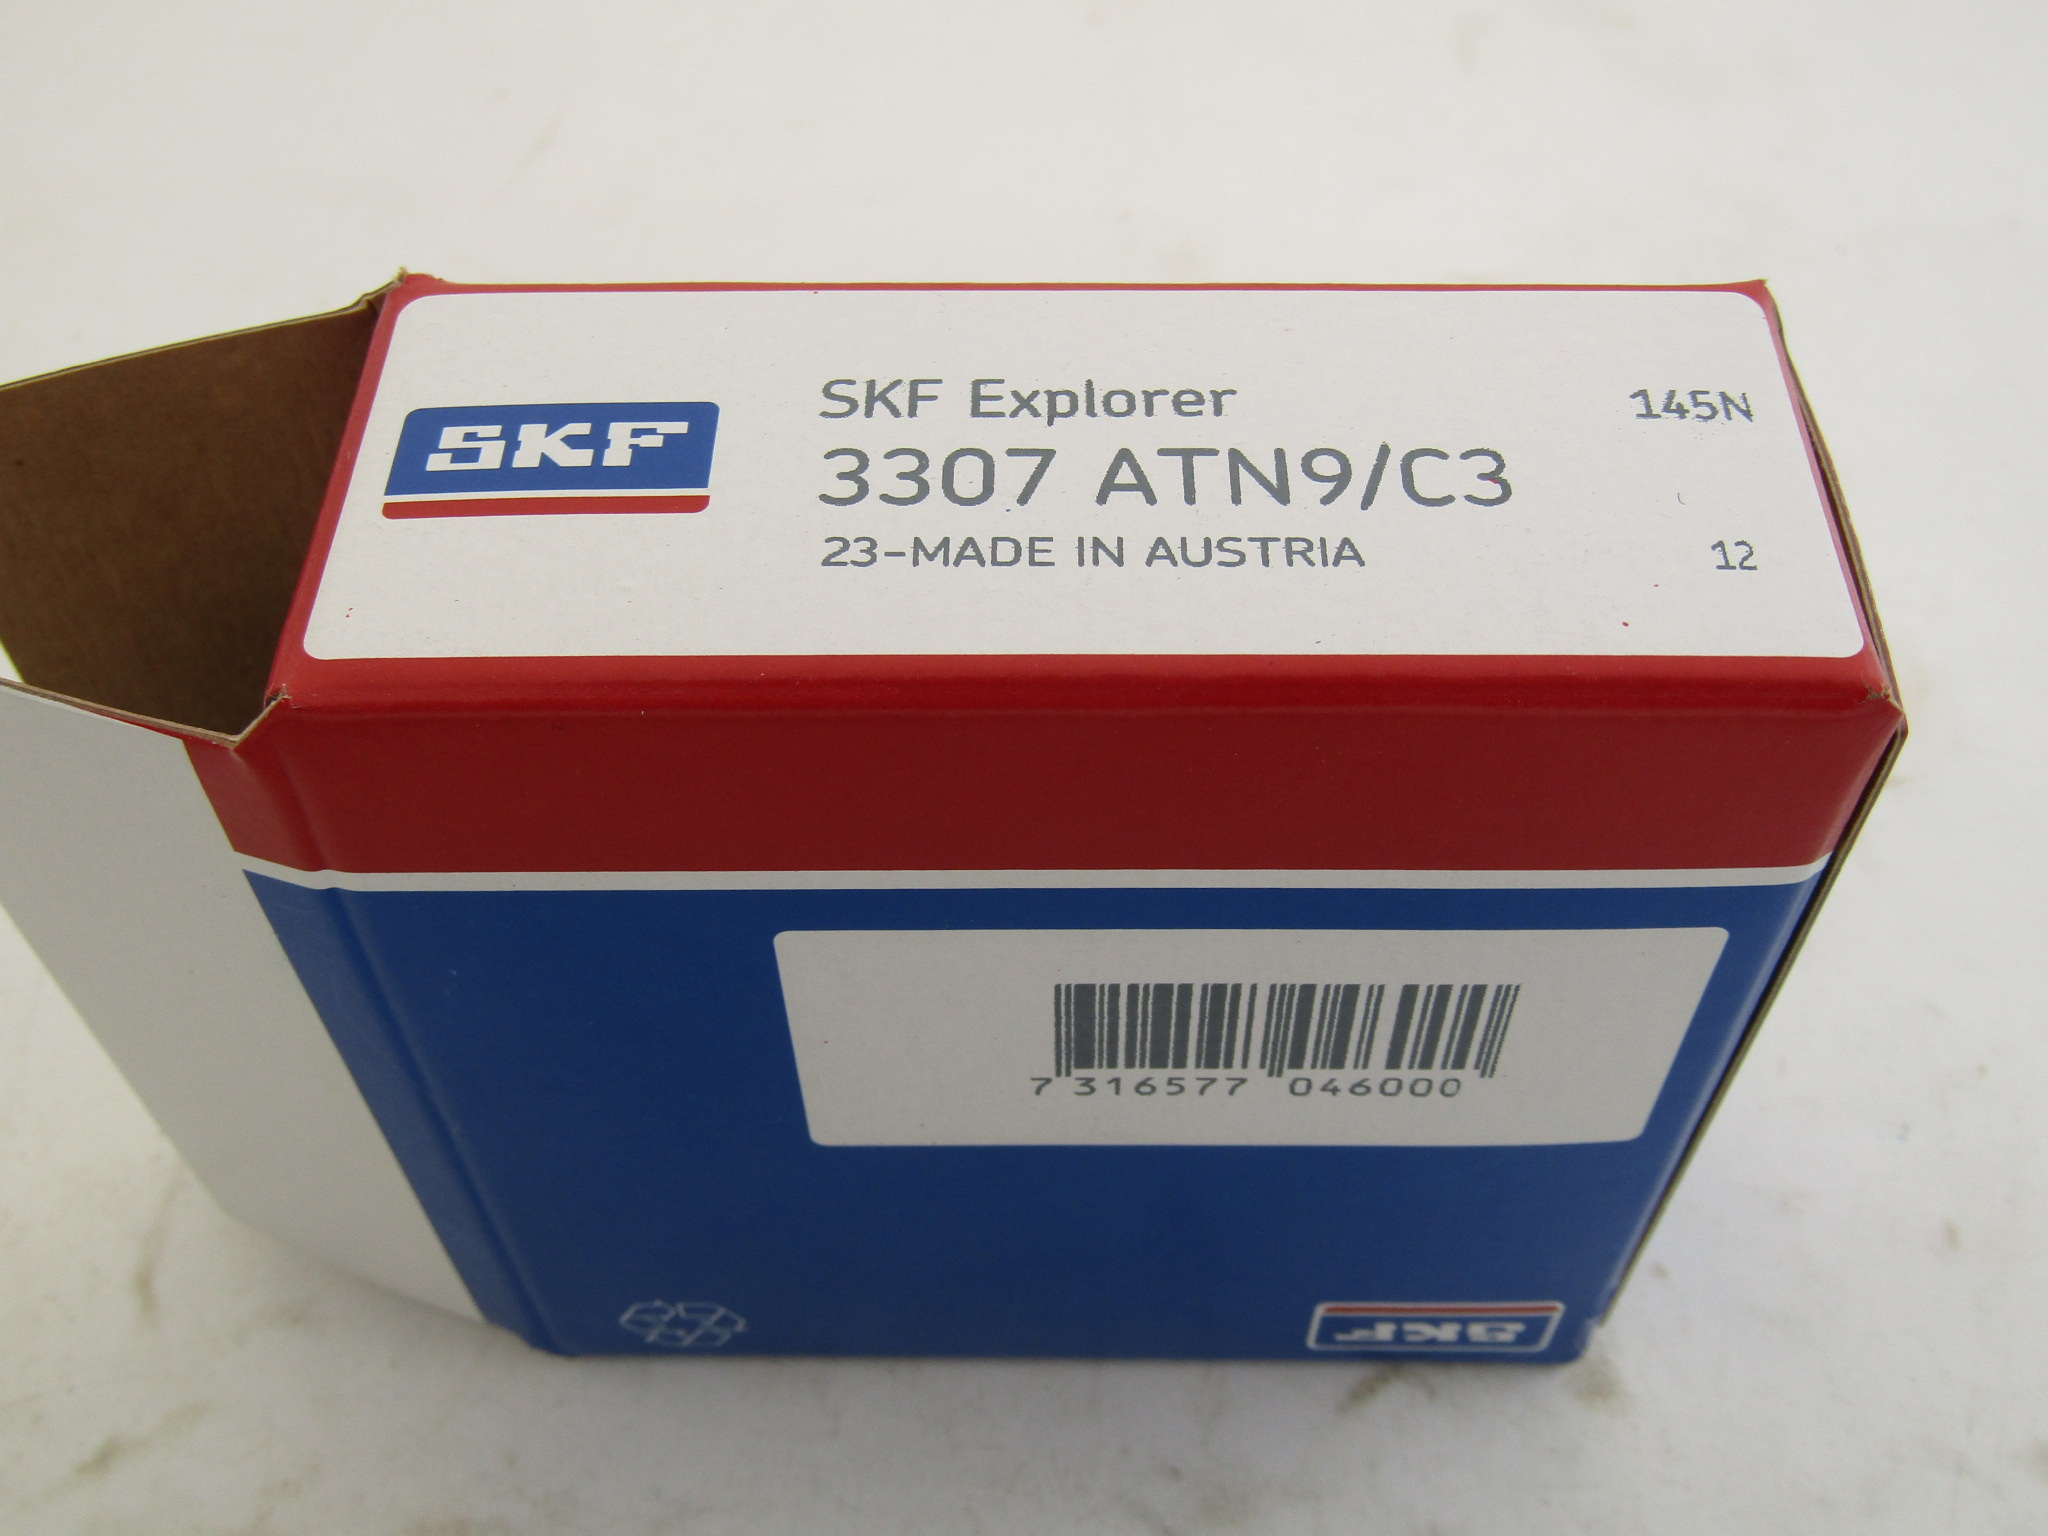 SKF
SKF Explorer
145N
3307 ATN9/C3
23-MADE IN AUSTRIA
12
7 316577 046000
SKF